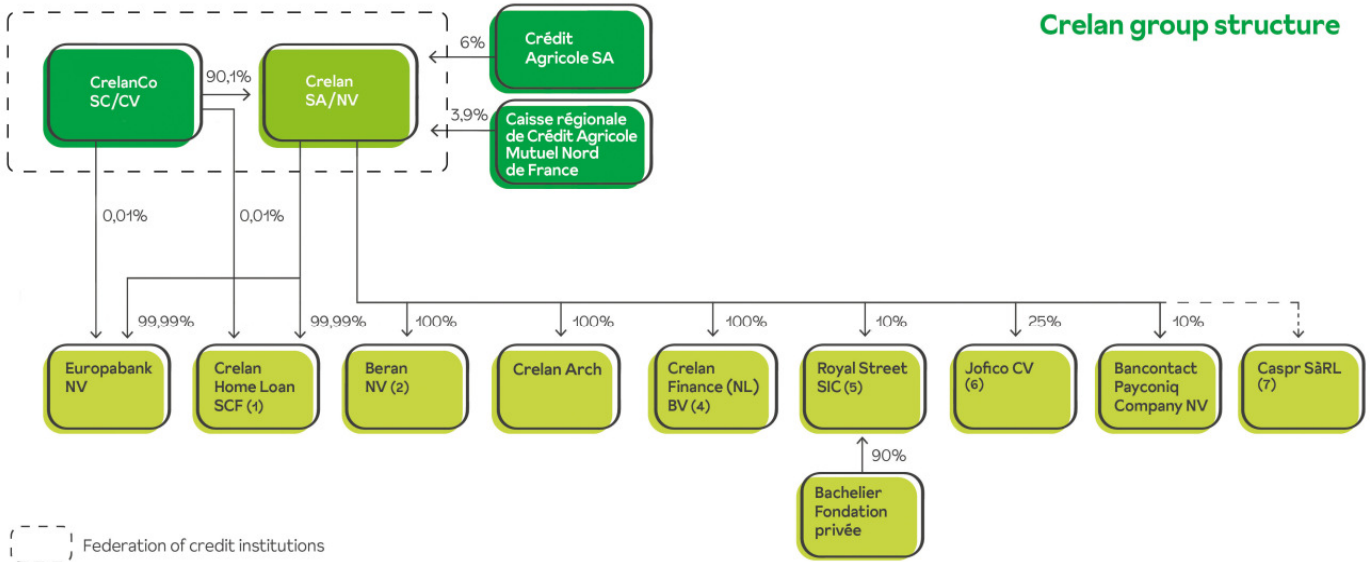 Crelan group structure
CrelanCo
SC/CV
90,1%
Crelan
SA/NV
6%
Crédit
Agricole SA
3,9%
Caisse régionale
de Crédit Agricole
Mutuel Nord
de France
0,01%
0,01%
99,99%
99,99%
100%
100%
100%
10%
25%
10%
Europabank
NV
Crelan
Home Loan
SCF (1)
Beran
NV (2)
Crelan Arch
Crelan
Finance (NL)
BV (4)
Royal Street
SIC (5)
Jofico CV
(6)
Bancontact
Payconiq
Company NV
Caspr SàRL
(7)
90%
Bachelier
Fondation
privée
Federation of credit institutions